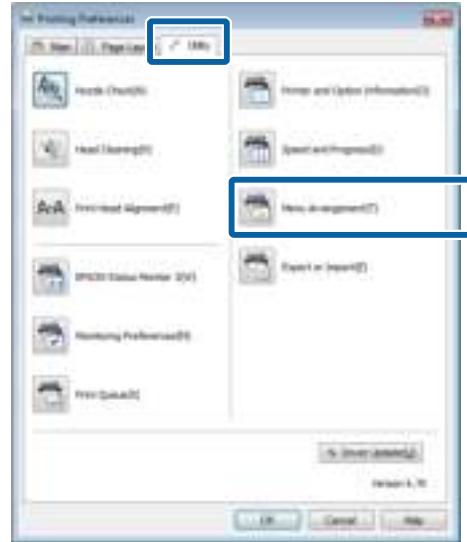 Printing Preferences
Main
Page Layout
Utility
Nozzle Check(N)
Head Cleaning(H)
Print Head Alignment(P)
EPSON Status Monitor 3(W)
Monitoring Preferences(M)
Print Queue(R)
Printer and Option Information(I)
Speed and Progress(S)
Menu Arrangement(T)
Export or Import(E)
Driver Update(U)
OK
Cancel
Help